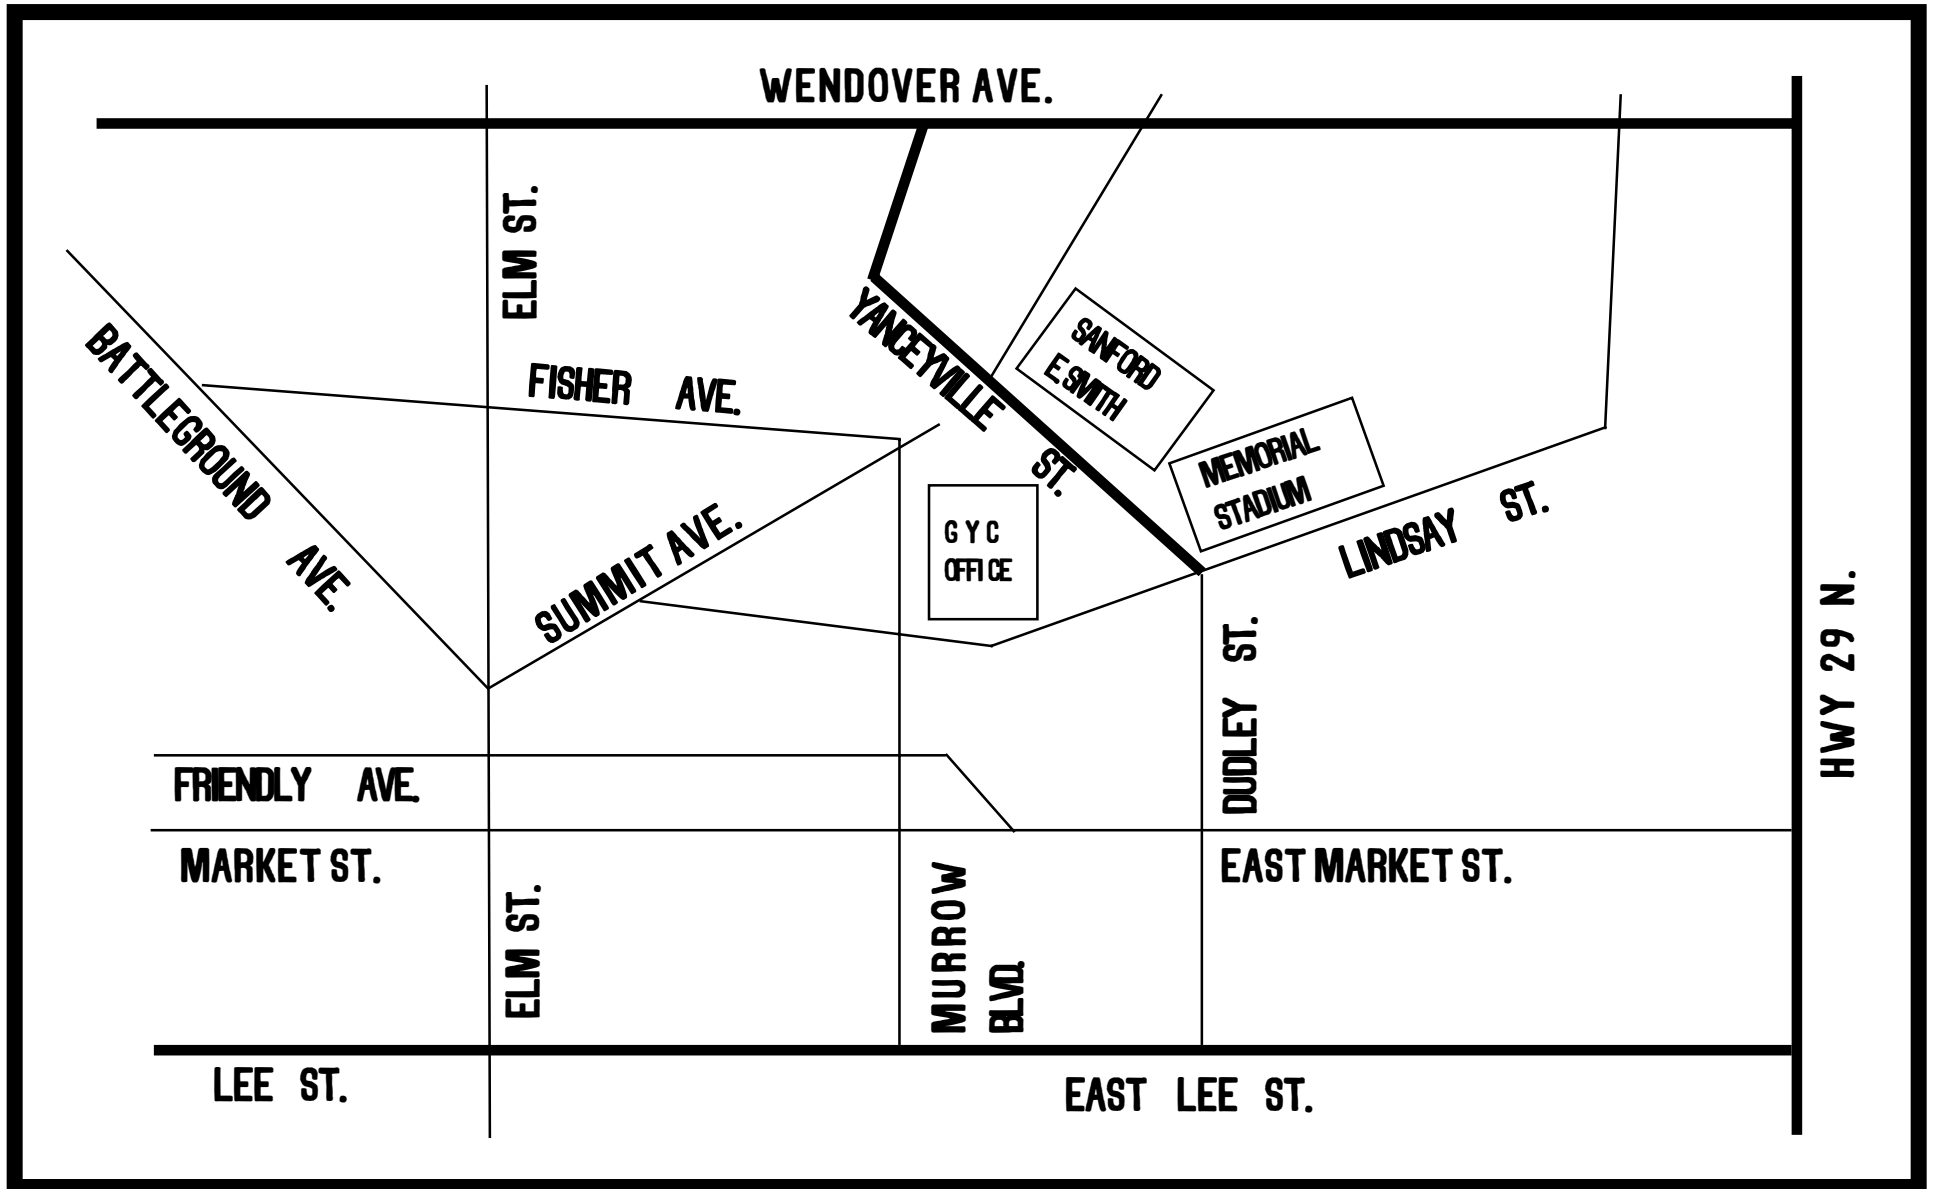 WENDOVER AVE.
ELM ST.
BATTLEGROUND AVE.
FISHER AVE.
YANCEYVILLE ST.
SANFORD
E.SMITH
MEMORIAL
STADIUM
LINDSAY ST.
SUMMIT AVE.
G Y C
OFFICE
HWY 29 N.
DUDLEY ST.
FRIENDLY AVE.
MARKET ST.
EAST MARKET ST.
ELM ST.
MURROW
BLVD.
LEE ST.
EAST LEE ST.